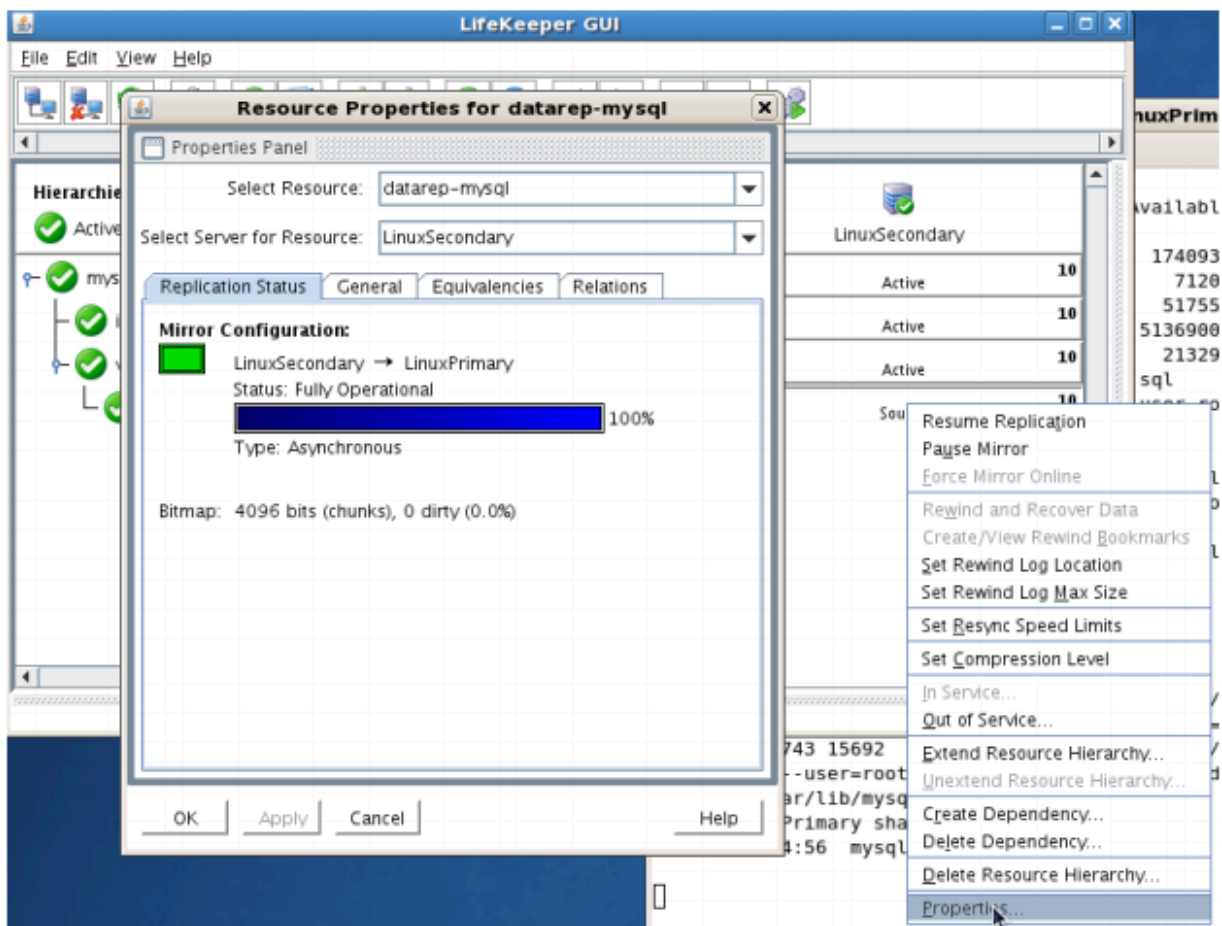 LifeKeeper GUI
File Edit View Help
Resource Properties for datarep-mysql
Properties Panel
Select Resource: datarep-mysql
Select Server for Resource: LinuxSecondary
Replication Status General Equivalencies Relations
Mirror Configuration:
LinuxSecondary → LinuxPrimary
Status: Fully Operational
100%
Type: Asynchronous
Bitmap: 4096 bits (chunks), 0 dirty (0.0%)
OK Apply Cancel Help
Hierarchie
Active
mys
LinuxSecondary
10
Active
10
Active
10
Active
10
Sou
Resume Replication
Pause Mirror
Force Mirror Online
Rewind and Recover Data
Create/View Rewind Bookmarks
Set Rewind Log Location
Set Rewind Log Max Size
Set Resync Speed Limits
Set Compression Level
In Service...
Out of Service...
Extend Resource Hierarchy...
Unextend Resource Hierarchy...
Create Dependency...
Delete Dependency...
Delete Resource Hierarchy...
Properties...
nuxPrim
Availabl
174093
7120
51755
5136900
21329
sql
743 15692
--user=root
ar/lib/mysq
Primary sha
4:56 mysql